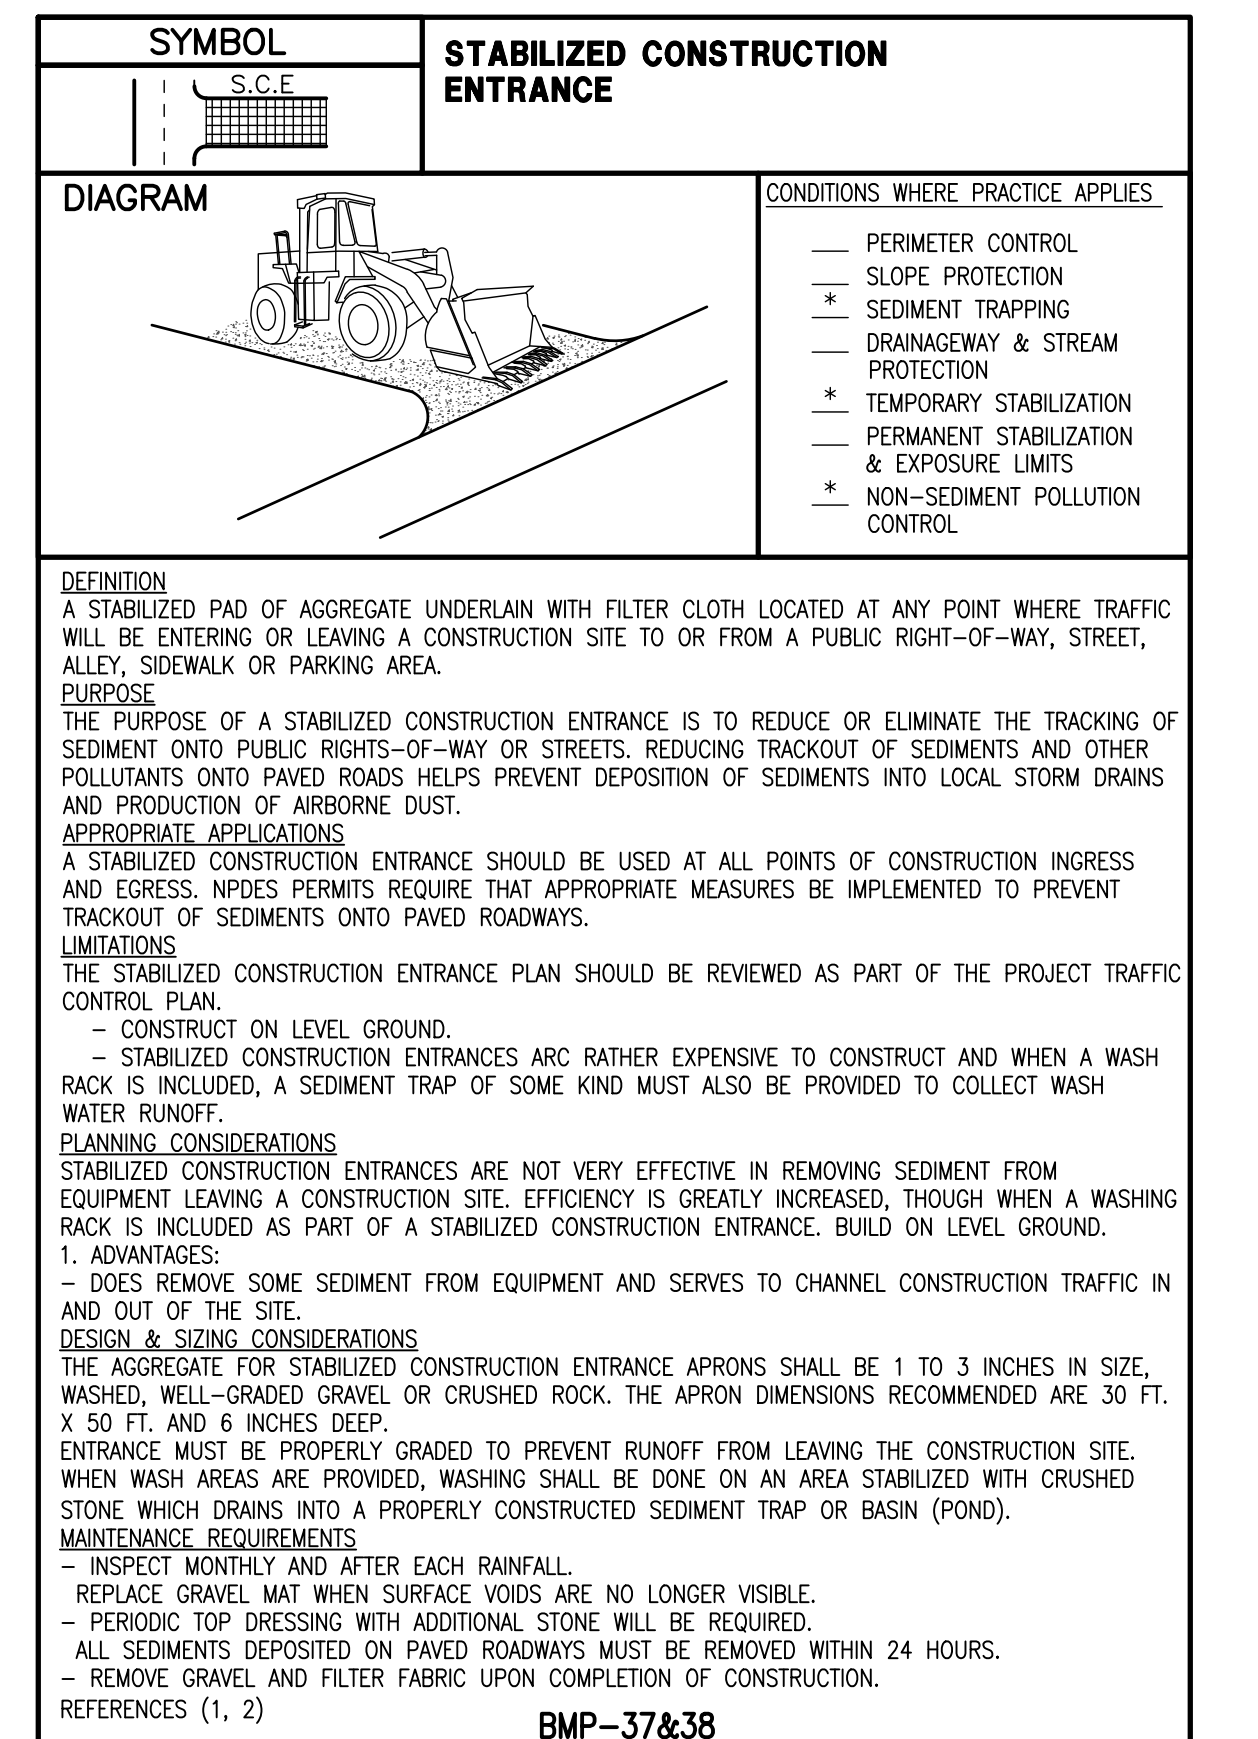 SYMBOL
S.C.E
STABILIZED CONSTRUCTION
ENTRANCE
DIAGRAM
CONDITIONS WHERE PRACTICE APPLIES
___ PERIMETER CONTROL
___ SLOPE PROTECTION
_*_ SEDIMENT TRAPPING
___ DRAINAGEWAY & STREAM
PROTECTION
_*_ TEMPORARY STABILIZATION
___ PERMANENT STABILIZATION
& EXPOSURE LIMITS
_*_ NON-SEDIMENT POLLUTION
CONTROL
DEFINITION
A STABILIZED PAD OF AGGREGATE UNDERLAIN WITH FILTER CLOTH LOCATED AT ANY POINT WHERE TRAFFIC
WILL BE ENTERING OR LEAVING A CONSTRUCTION SITE TO OR FROM A PUBLIC RIGHT-OF-WAY, STREET,
ALLEY, SIDEWALK OR PARKING AREA.
PURPOSE
THE PURPOSE OF A STABILIZED CONSTRUCTION ENTRANCE IS TO REDUCE OR ELIMINATE THE TRACKING OF
SEDIMENT ONTO PUBLIC RIGHTS-OF-WAY OR STREETS. REDUCING TRACKOUT OF SEDIMENTS AND OTHER
POLLUTANTS ONTO PAVED ROADS HELPS PREVENT DEPOSITION OF SEDIMENTS INTO LOCAL STORM DRAINS
AND PRODUCTION OF AIRBORNE DUST.
APPROPRIATE APPLICATIONS
A STABILIZED CONSTRUCTION ENTRANCE SHOULD BE USED AT ALL POINTS OF CONSTRUCTION INGRESS
AND EGRESS. NPDES PERMITS REQUIRE THAT APPROPRIATE MEASURES BE IMPLEMENTED TO PREVENT
TRACKOUT OF SEDIMENTS ONTO PAVED ROADWAYS.
LIMITATIONS
THE STABILIZED CONSTRUCTION ENTRANCE PLAN SHOULD BE REVIEWED AS PART OF THE PROJECT TRAFFIC
CONTROL PLAN.
- CONSTRUCT ON LEVEL GROUND.
- STABILIZED CONSTRUCTION ENTRANCES ARC RATHER EXPENSIVE TO CONSTRUCT AND WHEN A WASH
RACK IS INCLUDED, A SEDIMENT TRAP OF SOME KIND MUST ALSO BE PROVIDED TO COLLECT WASH
WATER RUNOFF.
PLANNING CONSIDERATIONS
STABILIZED CONSTRUCTION ENTRANCES ARE NOT VERY EFFECTIVE IN REMOVING SEDIMENT FROM
EQUIPMENT LEAVING A CONSTRUCTION SITE. EFFICIENCY IS GREATLY INCREASED, THOUGH WHEN A WASHING
RACK IS INCLUDED AS PART OF A STABILIZED CONSTRUCTION ENTRANCE. BUILD ON LEVEL GROUND.
1. ADVANTAGES:
- DOES REMOVE SOME SEDIMENT FROM EQUIPMENT AND SERVES TO CHANNEL CONSTRUCTION TRAFFIC IN
AND OUT OF THE SITE.
DESIGN & SIZING CONSIDERATIONS
THE AGGREGATE FOR STABILIZED CONSTRUCTION ENTRANCE APRONS SHALL BE 1 TO 3 INCHES IN SIZE,
WASHED, WELL-GRADED GRAVEL OR CRUSHED ROCK. THE APRON DIMENSIONS RECOMMENDED ARE 30 FT.
X 50 FT. AND 6 INCHES DEEP.
ENTRANCE MUST BE PROPERLY GRADED TO PREVENT RUNOFF FROM LEAVING THE CONSTRUCTION SITE.
WHEN WASH AREAS ARE PROVIDED, WASHING SHALL BE DONE ON AN AREA STABILIZED WITH CRUSHED
STONE WHICH DRAINS INTO A PROPERLY CONSTRUCTED SEDIMENT TRAP OR BASIN (POND).
MAINTENANCE REQUIREMENTS
- INSPECT MONTHLY AND AFTER EACH RAINFALL.
REPLACE GRAVEL MAT WHEN SURFACE VOIDS ARE NO LONGER VISIBLE.
- PERIODIC TOP DRESSING WITH ADDITIONAL STONE WILL BE REQUIRED.
ALL SEDIMENTS DEPOSITED ON PAVED ROADWAYS MUST BE REMOVED WITHIN 24 HOURS.
- REMOVE GRAVEL AND FILTER FABRIC UPON COMPLETION OF CONSTRUCTION.
REFERENCES (1, 2)
BMP-37&38